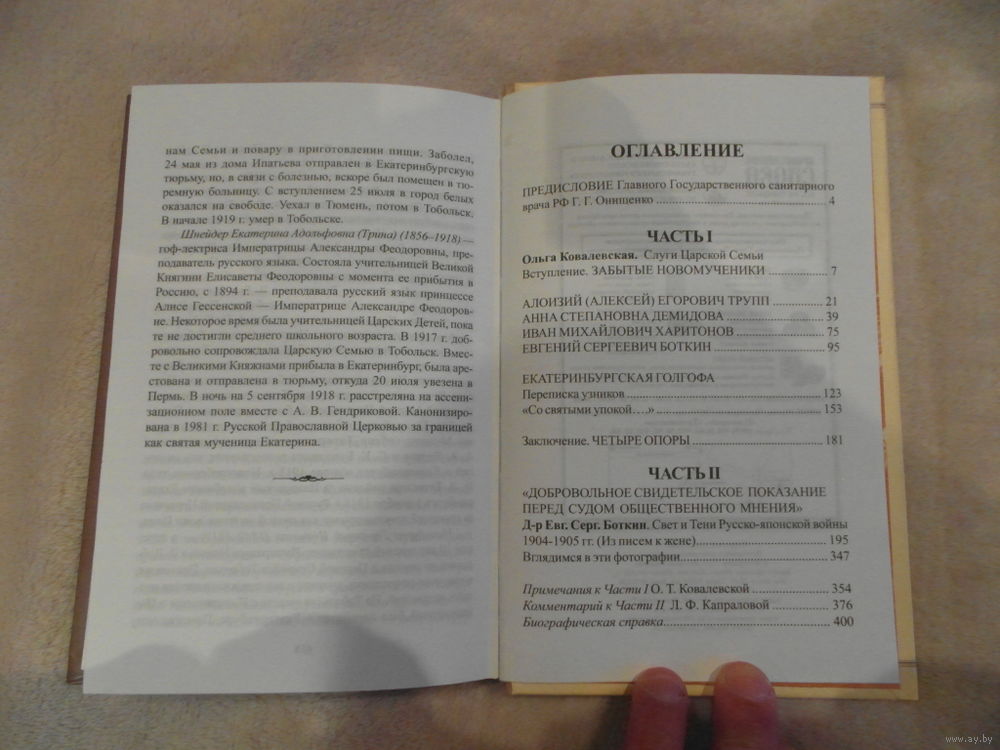 нам Семьи и повару в приготовлении пищи. Заболел,
24 мая из дома Ипатьева отправлен в Екатеринбургскую
тюрьму, но, в связи с болезнью, вскоре был помещен в тю-
ремную больницу. С вступлением 25 июля в город белых
оказался на свободе. Уехал в Тюмень, потом в Тобольск.
В начале 1919 г. умер в Тобольске.
Шнейдер Екатерина Адольфовна (Трина) (1856–1918) —
гоф-лектриса Императрицы Александры Феодоровны, пре-
подаватель русского языка. Состояла учительницей Великой
Княгини Елисаветы Феодоровны с момента ее прибытия в
Россию, с 1894 г. — преподавала русский язык принцессе
Алисе Гессенской — Императрице Александре Феодоров-
не. Некоторое время была учительницей Царских Детей, пока
те не достигли среднего школьного возраста. В 1917 г. доб-
ровольно сопровождала Царскую Семью в Тобольск. Вмес-
те с Великими Княжнами прибыла в Екатеринбург, была аре-
стована и отправлена в тюрьму, откуда 20 июля увезена в
Пермь. В ночь на 5 сентября 1918 г. расстреляна на ассени-
зационном поле вместе с А. В. Гендриковой. Канонизиро-
вана в 1981 г. Русской Православной Церковью за границей
как святая мученица Екатерина.
ОГЛАВЛЕНИЕ
ПРЕДИСЛОВИЕ Главного Государственного санитарного
врача РФ Г. Г. Онищенко ........ 4
ЧАСТЬ I
Ольга Ковалевская. Слуги Царской Семьи
Вступление. ЗАБЫТЫЕ НОВОМУЧЕНИКИ ........ 7
АЛОИЗИЙ (АЛЕКСЕЙ) ЕГОРОВИЧ ТРУПП ........ 21
АННА СТЕПАНОВНА ДЕМИДОВА ........ 39
ИВАН МИХАЙЛОВИЧ ХАРИТОНОВ ........ 75
ЕВГЕНИЙ СЕРГЕЕВИЧ БОТКИН ........ 95
ЕКАТЕРИНБУРГСКАЯ ГОЛГОФА
Переписка узников ........ 123
«Со святыми упокой….» ........ 153
Заключение. ЧЕТЫРЕ ОПОРЫ ........ 181
ЧАСТЬ II
«ДОБРОВОЛЬНОЕ СВИДЕТЕЛЬСКОЕ ПОКАЗАНИЕ
ПЕРЕД СУДОМ ОБЩЕСТВЕННОГО МНЕНИЯ»
Д-р Евг. Серг. Боткин. Свет и Тени Русско-японской войны
1904-1905 гг. (Из писем к жене)........ 195
Вглядимся в эти фотографии........ 347
Примечания к Части I О. Т. Ковалевской ........ 354
Комментарий к Части II Л. Ф. Капраловой ........ 376
Биографическая справка........ 400
www.ay.by